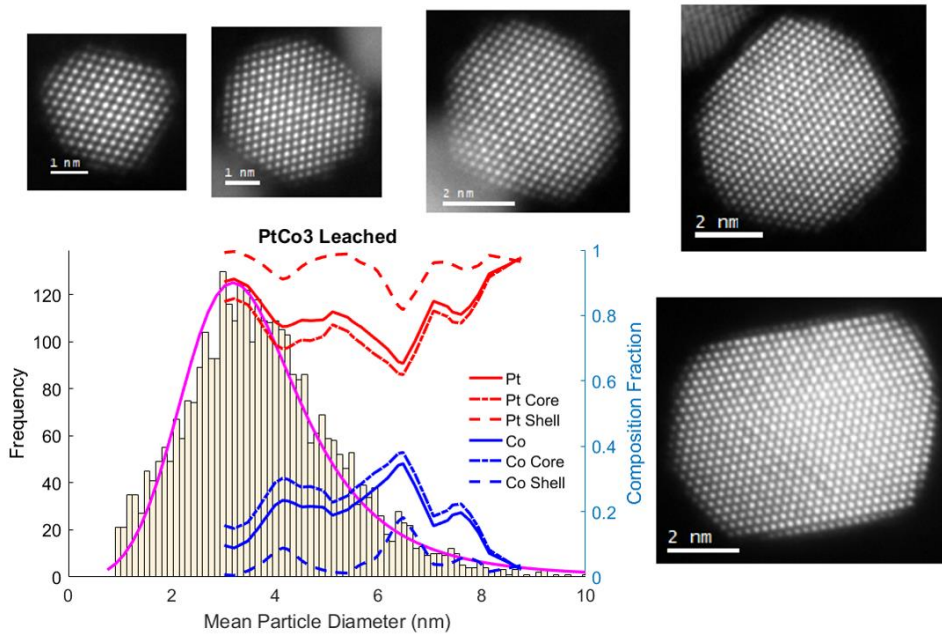 1 nm
1 nm
2 nm
2 nm
PtCo3 Leached
120
100
80
60
40
20
0
Frequency
0 2 4 6 8 10
Mean Particle Diameter (nm)
1
0.8
0.6
0.4
0.2
0
Composition Fraction
Pt
Pt Core
Pt Shell
Co
Co Core
Co Shell
2 nm